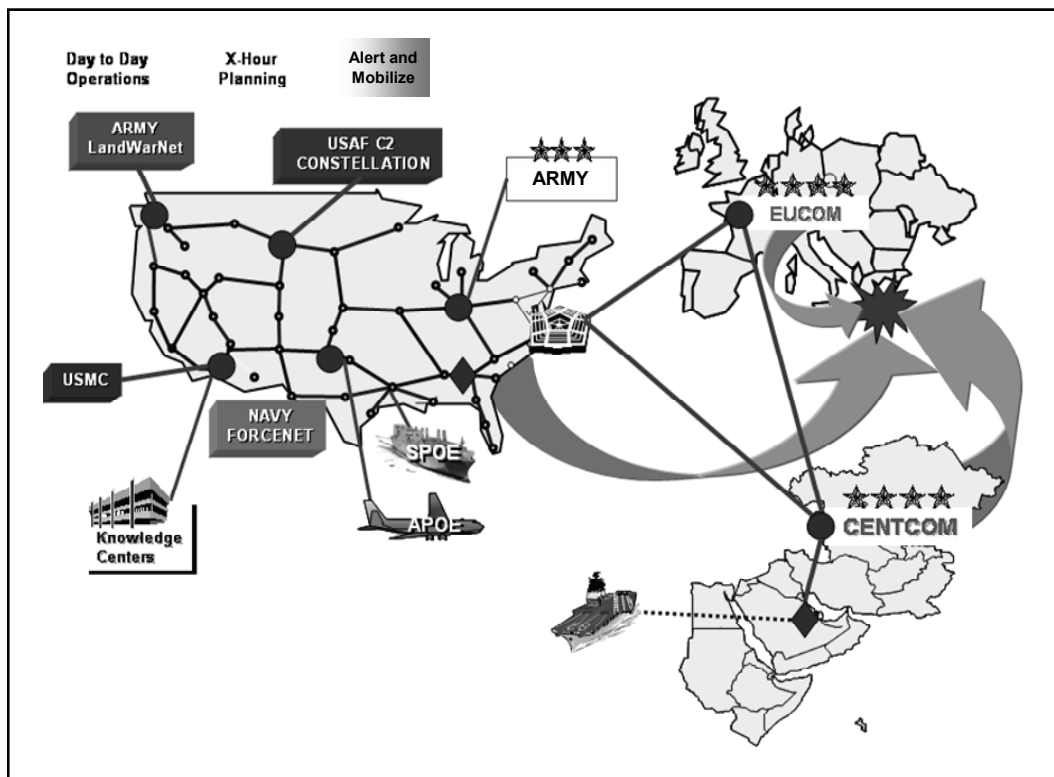 Day to Day
Operations
X-Hour
Planning
Alert and
Mobilize
ARMY
LandWarNet
USAF C2
CONSTELLATION
ARMY
EUCOM
USMC
NAVY
FORCENET
SPOE
APOE
Knowledge
Centers
CENTCOM